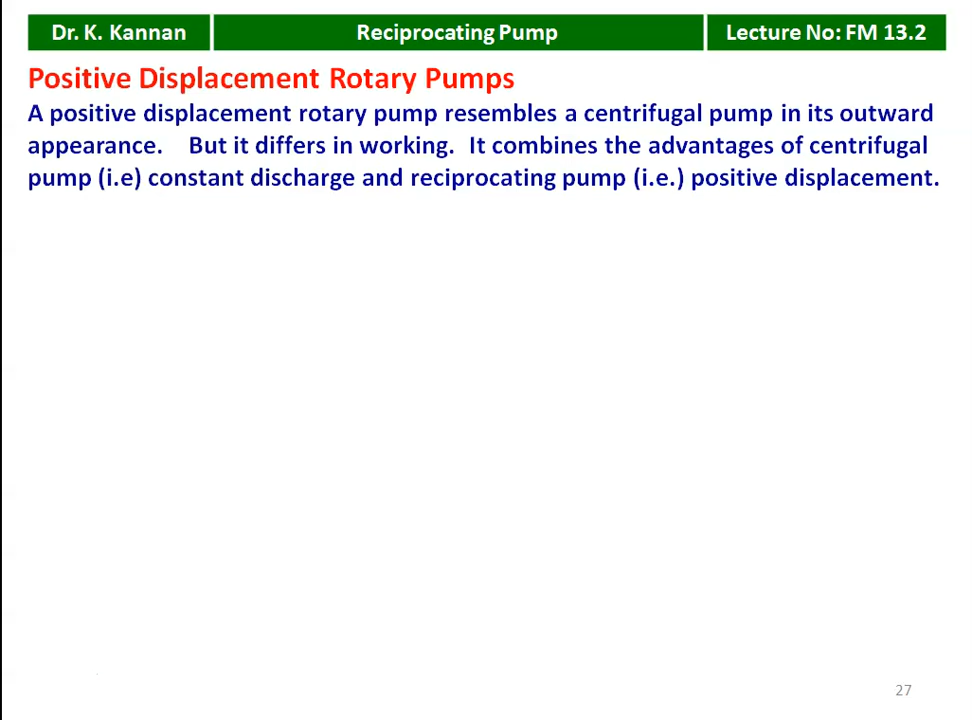 Dr. K. Kannan
Reciprocating Pump
Lecture No: FM 13.2
Positive Displacement Rotary Pumps
A positive displacement rotary pump resembles a centrifugal pump in its outward
appearance. But it differs in working. It combines the advantages of centrifugal
pump (i.e) constant discharge and reciprocating pump (i.e.) positive displacement.
27